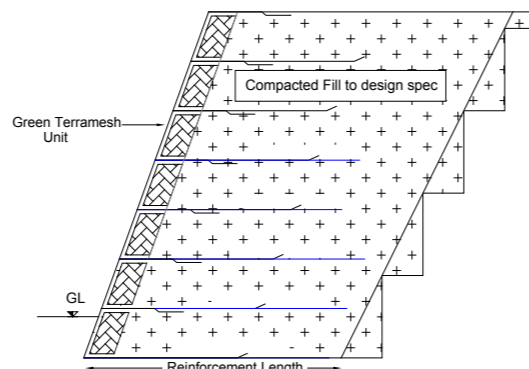 Compacted Fill to design spec
Green Terramesh
Unit
GL
Reinforcement Length